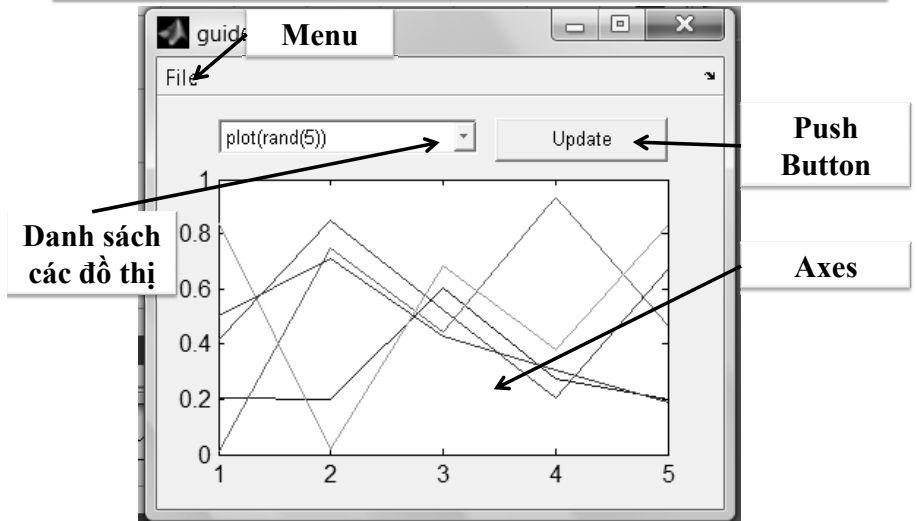 guide
Menu
File
plot(rand(5))
Update
Push
Button
Danh sách
các đồ thị
Axes
1
0.8
0.6
0.4
0.2
0
1
2
3
4
5